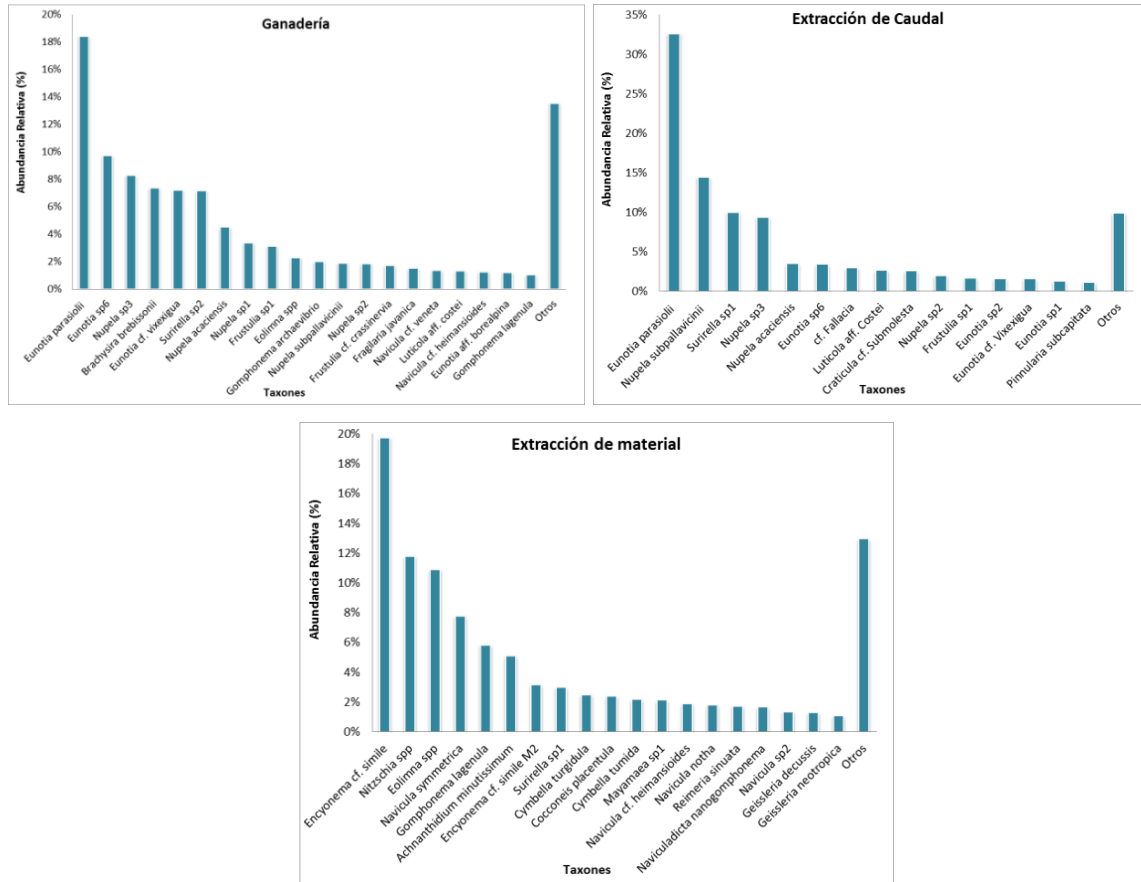 Ganadería
Abundancia Relativa (%)
20%
18%
16%
14%
12%
10%
8%
6%
4%
2%
0%
Eunotia parasiolii
Eunotia sp6
Nupela sp3
Brachysira brebissonii
Eunotia cf. vixexigua
Surirella sp2
Nupela acaciensis
Nupela sp1
Frustulia sp1
Eolimna spp
Gomphonema archaevibrio
Nupela subpallavicinii
Nupela sp2
Frustulia cf. crassinervia
Fragilaria javanica
Navicula cf. veneta
Luticola aff. costei
Navicula cf. heimansioides
Eunotia aff. borealpina
Gomphonema lagenula
Otros
Taxones
Extracción de Caudal
Abundancia Relativa (%)
35%
30%
25%
20%
15%
10%
5%
0%
Eunotia parasiolii
Nupela subpallavicinii
Surirella sp1
Nupela sp3
Nupela acaciensis
Eunotia sp6
cf. Fallacia
Luticola aff. Costei
Craticula cf. Submolesta
Nupela sp2
Frustulia sp1
Eunotia sp2
Eunotia cf. Vixexigua
Eunotia sp1
Pinnularia subcapitata
Otros
Taxones
Extracción de material
Abundancia Relativa (%)
20%
18%
16%
14%
12%
10%
8%
6%
4%
2%
0%
Encyonema cf. simile
Nitzschia spp
Eolimna spp
Navicula symmetrica
Gomphonema lagenula
Achnanthidium minutissimum
Encyonema cf. simile M2
Surirella sp1
Cymbella turgidula
Cocconeis placentula
Cymbella tumida
Mayamaea sp1
Navicula cf. heimansioides
Navicula notha
Reimeria sinuata
Naviculadicta nanogomphonema
Navicula sp2
Geissleria decussis
Geissleria neotropica
Otros
Taxones